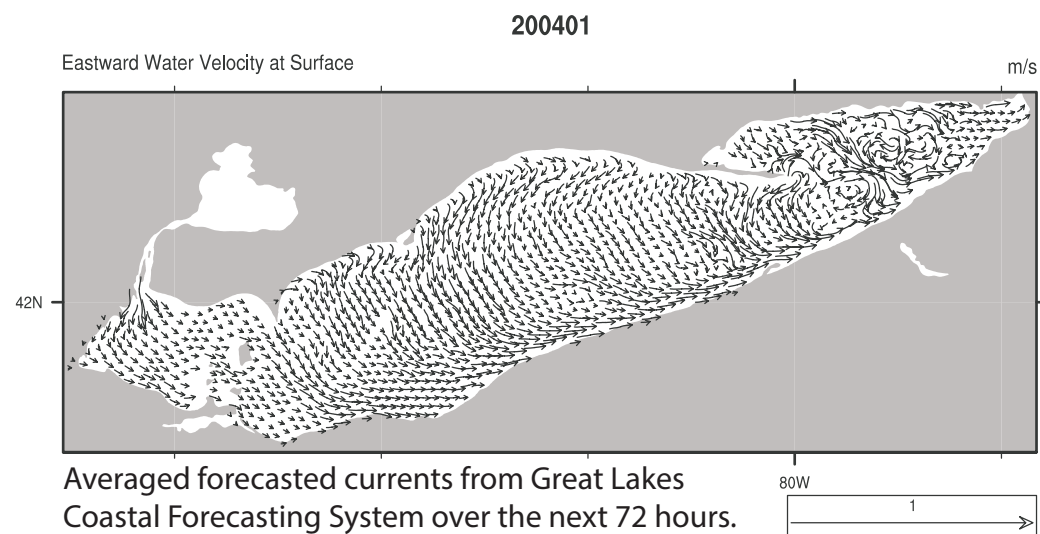 200401
Eastward Water Velocity at Surface
m/s
42N
80W
Averaged forecasted currents from Great Lakes
Coastal Forecasting System over the next 72 hours.
1